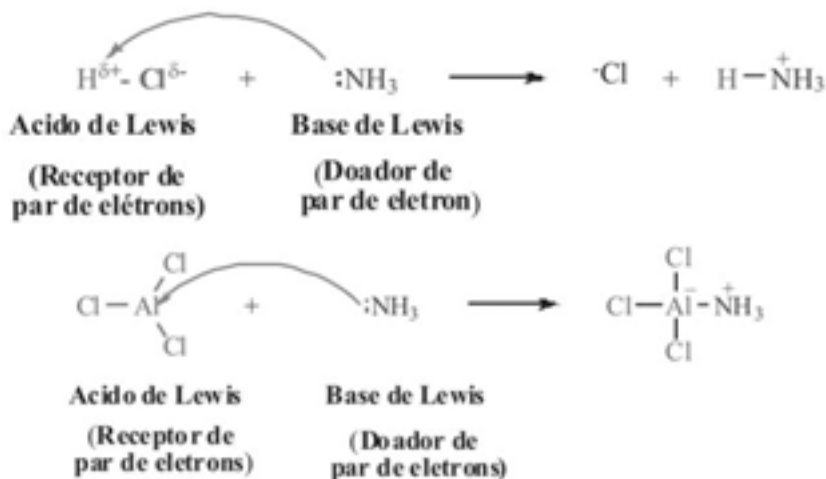 Hδ+- Clδ- + :NH3 → -Cl + H—N+H3
Acido de Lewis Base de Lewis
(Receptor de (Doador de
par de elétrons) par de eletron)
Cl
Cl—Al + :NH3 → Cl—Al-—N+H3
Cl
Cl
Cl
Acido de Lewis Base de Lewis
(Receptor de (Doador de
par de eletrons) par de eletrons)